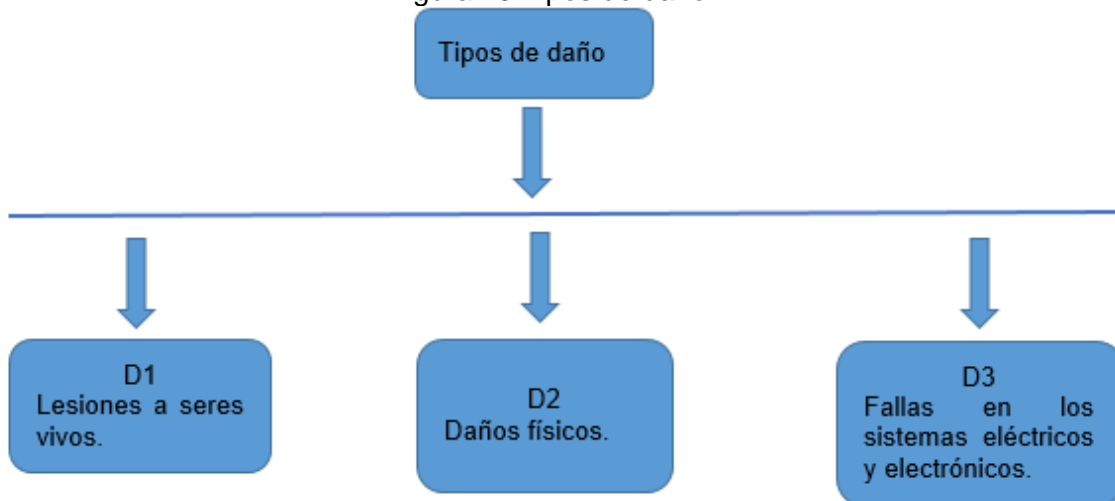 Tipos de daño
D1
Lesiones a seres
vivos.
D2
Daños físicos.
D3
Fallas en los
sistemas eléctricos
y electrónicos.